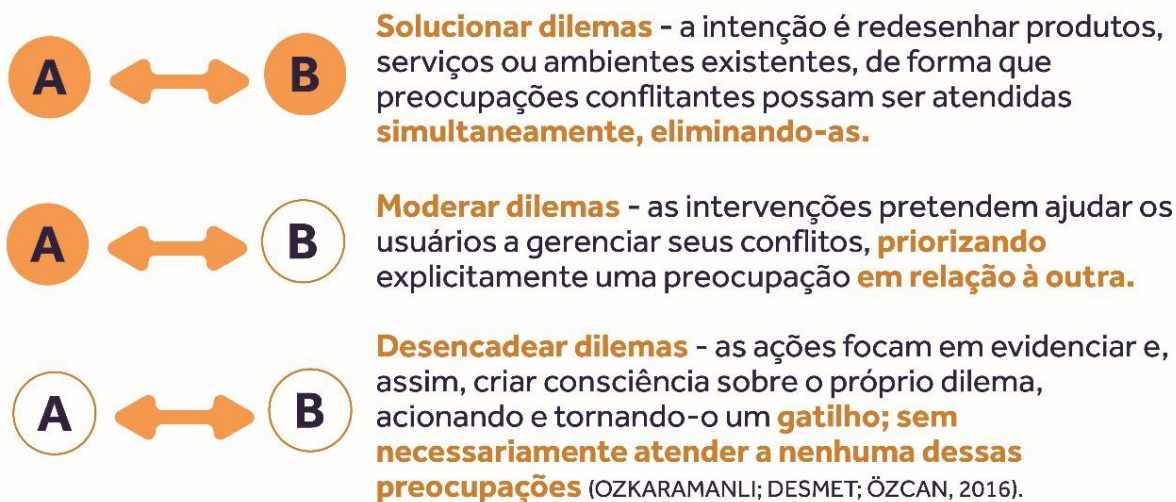 Solucionar dilemas - a intenção é redesenhar produtos,
A B serviços ou ambientes existentes, de forma que
preocupações conflitantes possam ser atendidas
simultaneamente, eliminando-as.
Moderar dilemas - as intervenções pretendem ajudar os
A B usuários a gerenciar seus conflitos, priorizando
explicitamente uma preocupação em relação à outra.
Desencadear dilemas - as ações focam em evidenciar e,
assim, criar consciência sobre o próprio dilema,
A B acionando e tornando-o um gatilho; sem
necessariamente atender a nenhuma dessas
preocupações (OZKARAMANLI; DESMET; ÖZCAN, 2016).